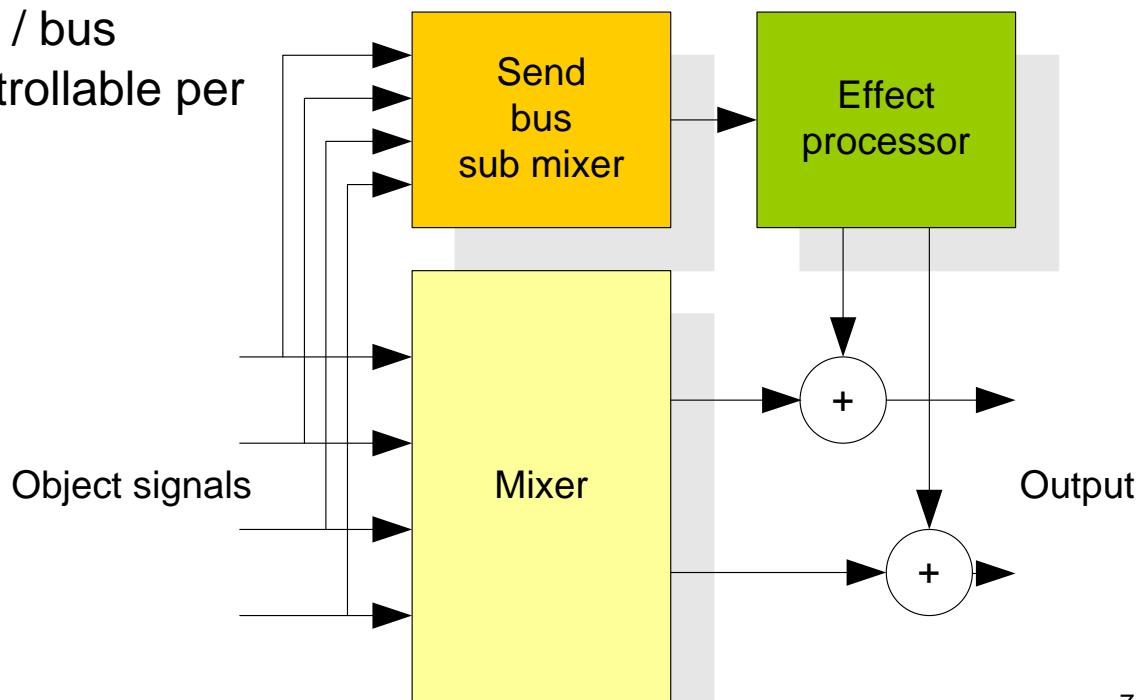 / bus
trollable per
Send
bus
sub mixer
Effect
processor
+
Object signals
Mixer
Output
+